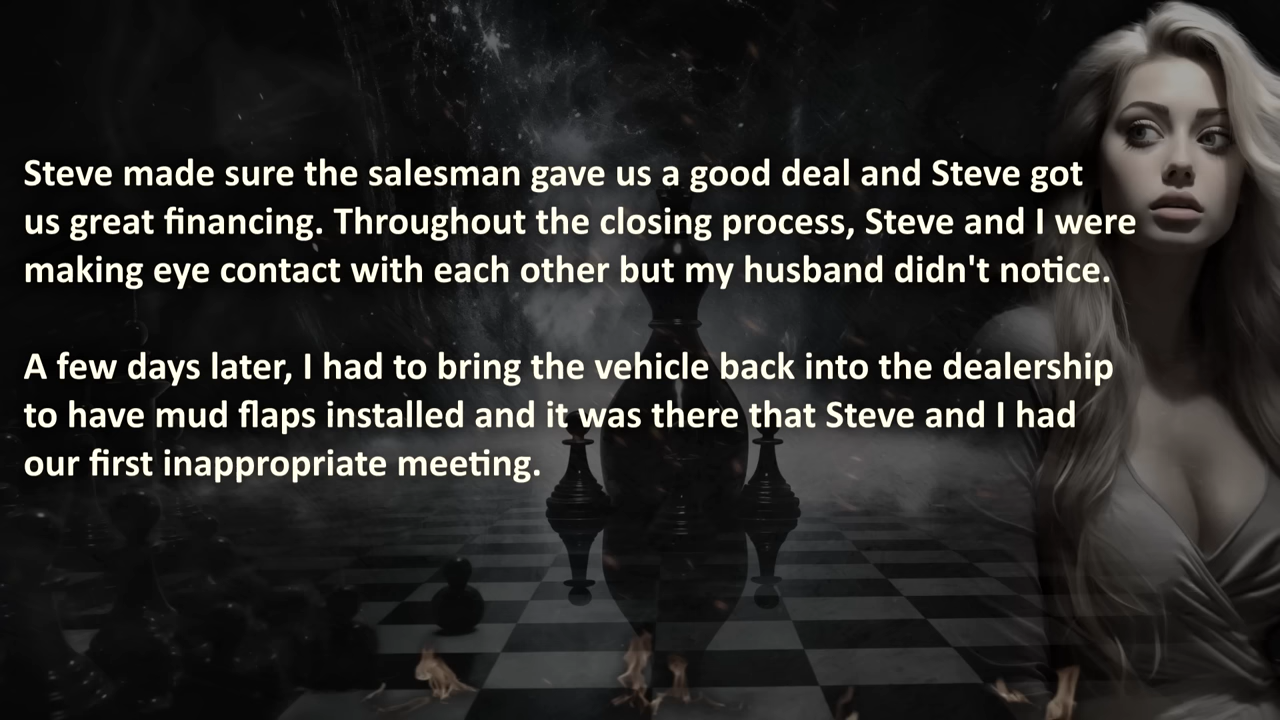 Steve made sure the salesman gave us a good deal and Steve got
us great financing. Throughout the closing process, Steve and I were
making eye contact with each other but my husband didn't notice.
A few days later, I had to bring the vehicle back into the dealership
to have mud flaps installed and it was there that Steve and I had
our first inappropriate meeting.